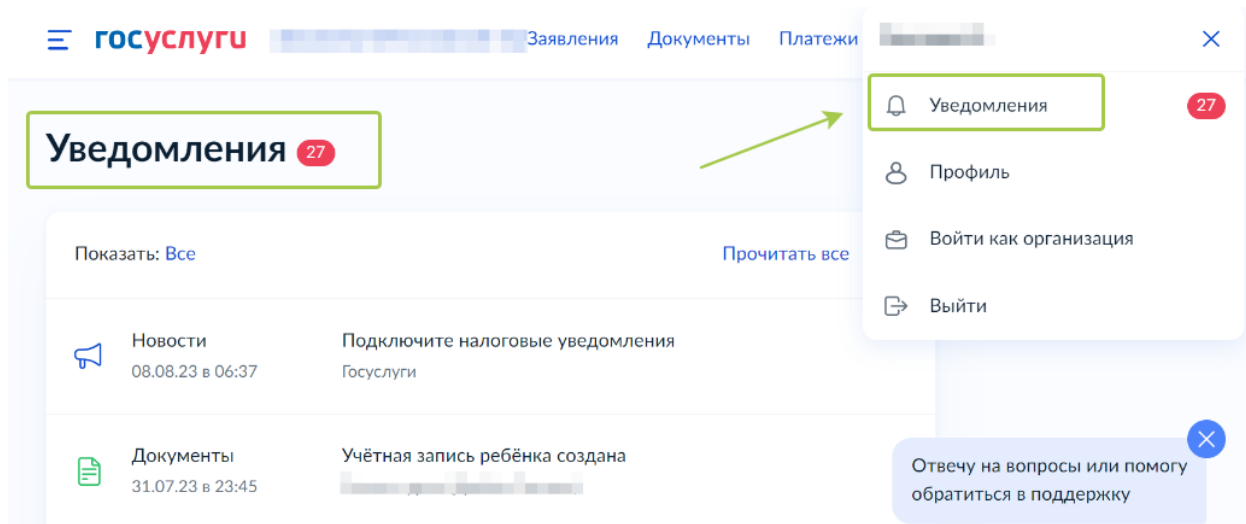 госуслуги Заявления Документы Платежи
Уведомления 27
Уведомления 27
Профиль
Войти как организация
Выйти
Показать: Все Прочитать все
Новости Подключите налоговые уведомления
08.08.23 в 06:37 Госуслуги
Документы Учётная запись ребёнка создана
31.07.23 в 23:45
Отвечу на вопросы или помогу
обратиться в поддержку